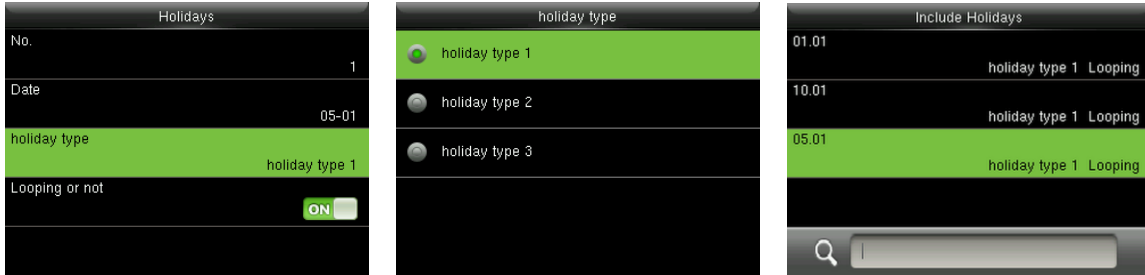 Holidays
No.
1
Date
05-01
holiday type
holiday type 1
Looping or not
ON
holiday type
holiday type 1
holiday type 2
holiday type 3
Include Holidays
01.01
holiday type 1 Looping
10.01
holiday type 1 Looping
05.01
holiday type 1 Looping